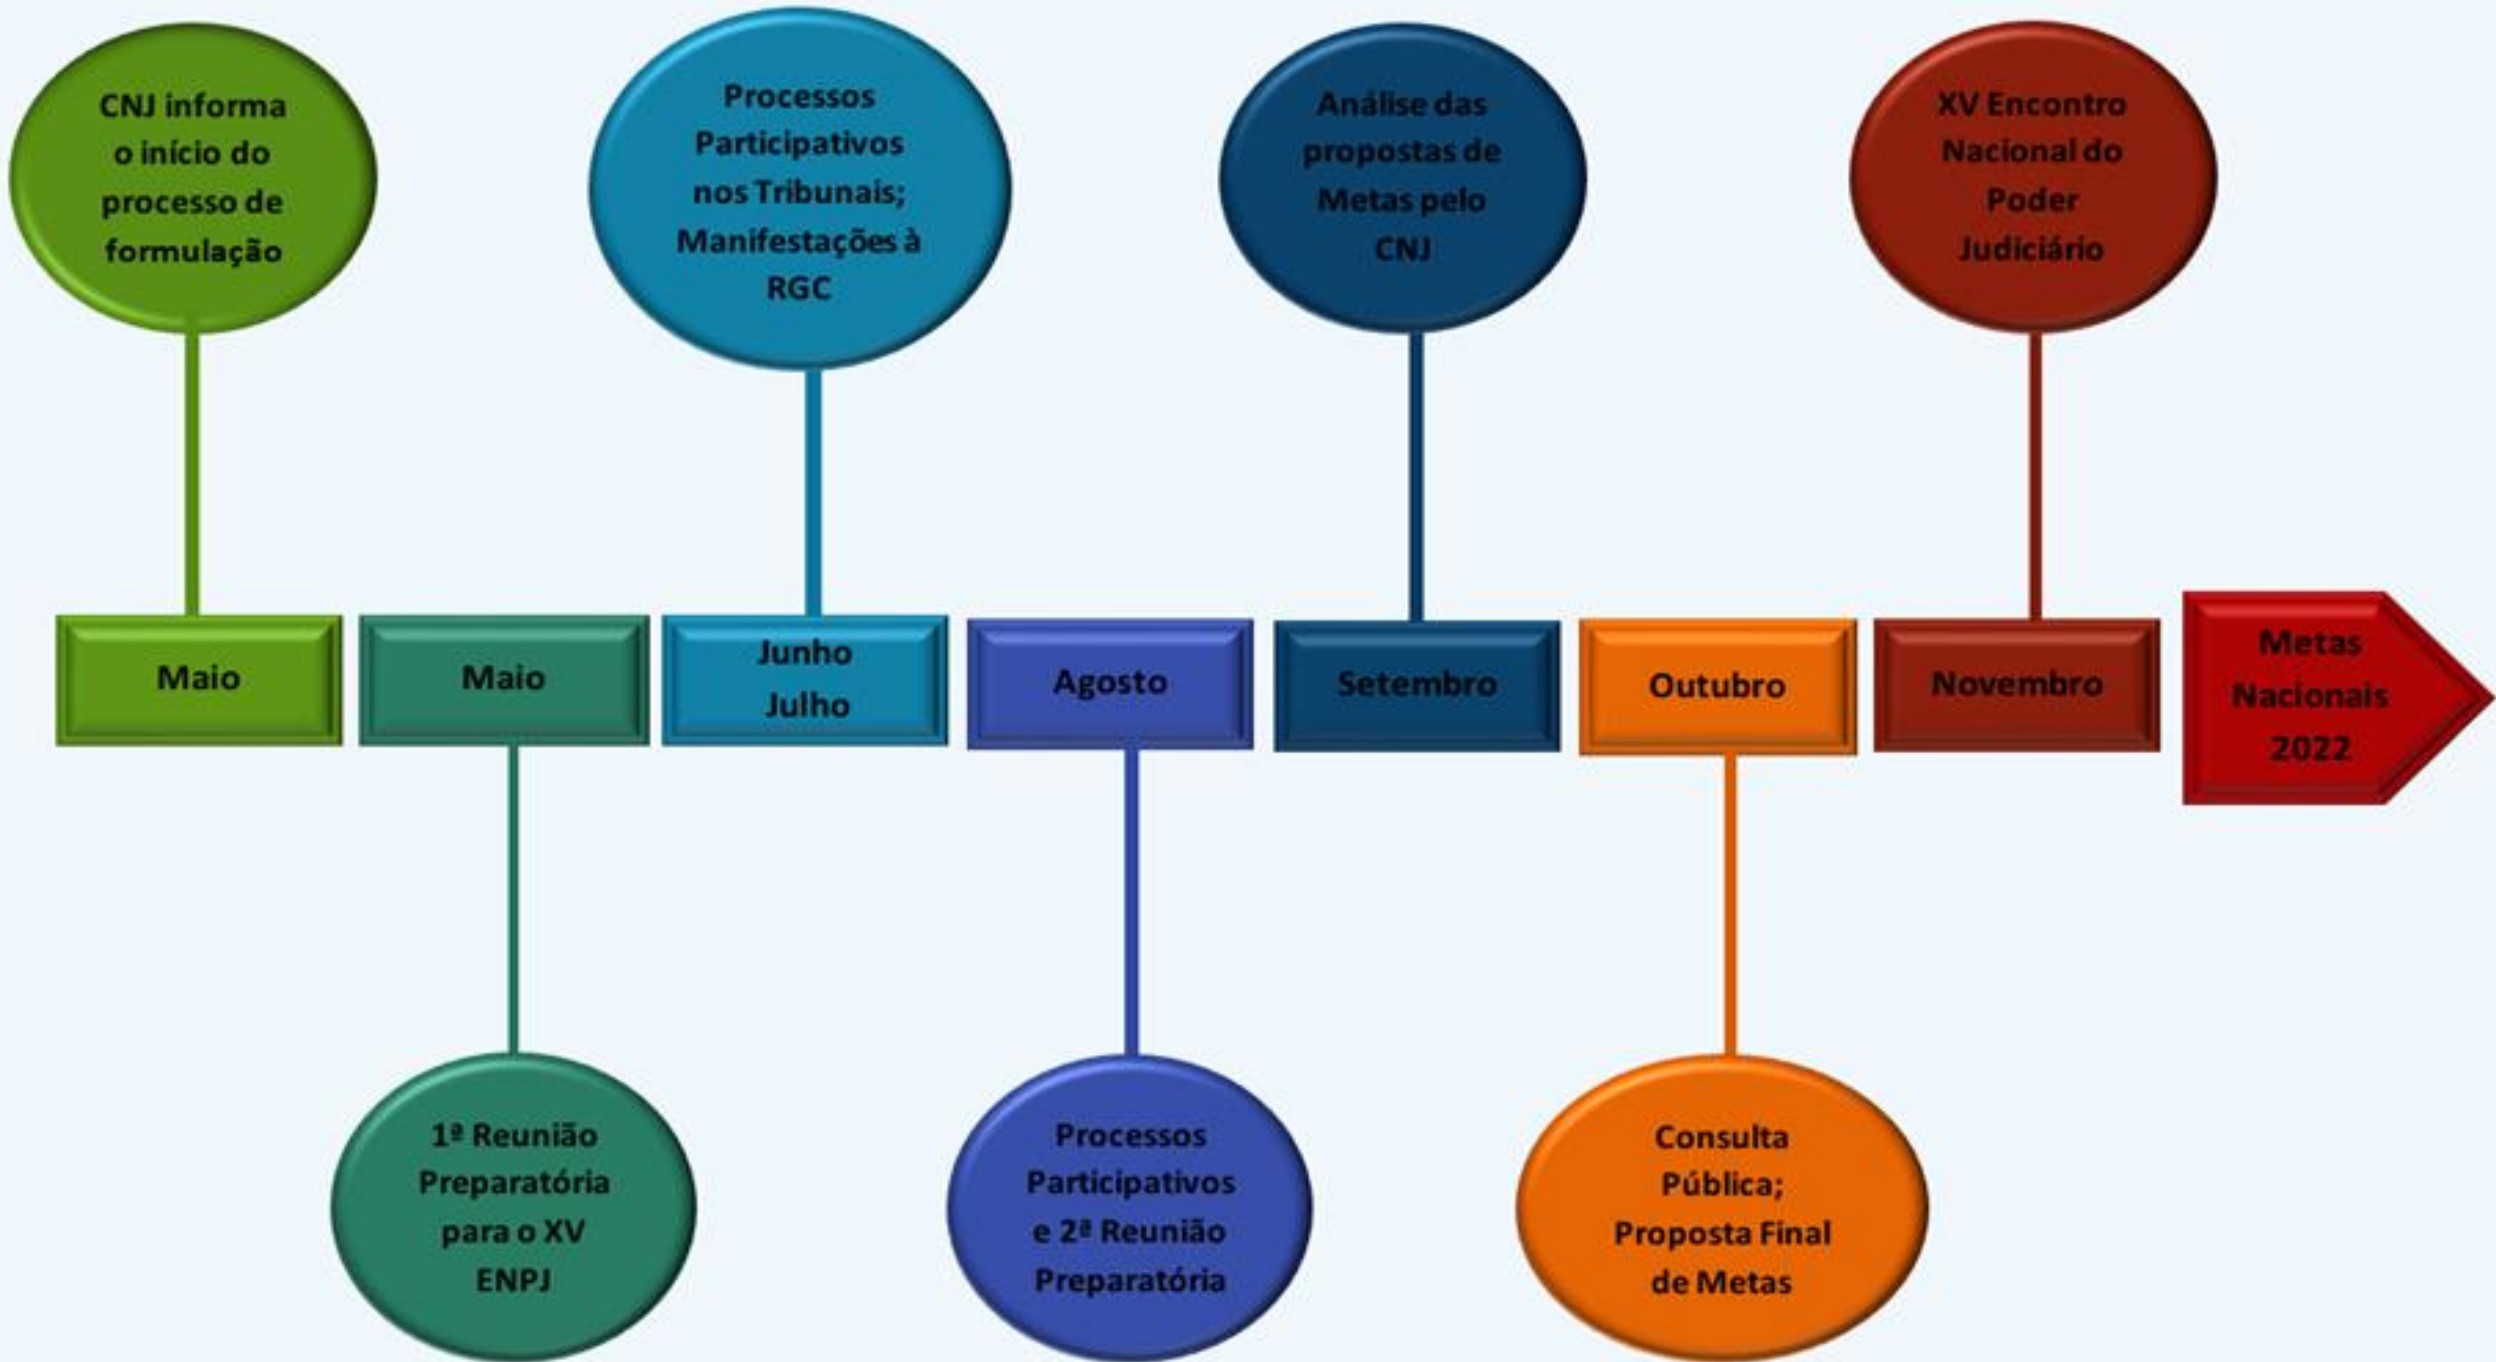 CNJ informa
o início do
processo de
formulação
Processos
Participativos
nos Tribunais;
Manifestações à
RGC
Análise das
propostas de
Metas pelo
CNJ
XV Encontro
Nacional do
Poder
Judiciário
Maio
Maio
Junho
Julho
Agosto
Setembro
Outubro
Novembro
Metas
Nacionais
2022
1ª Reunião
Preparatória
para o XV
ENPJ
Processos
Participativos
e 2ª Reunião
Preparatória
Consulta
Pública;
Proposta Final
de Metas